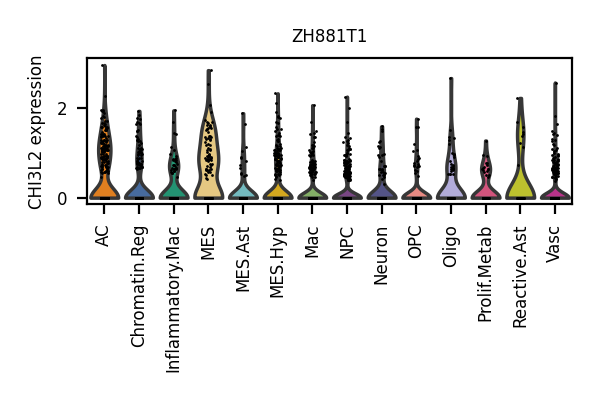 ZH881T1
CHI3L2 expression
2
0
AC
Chromatin.Reg
Inflammatory.Mac
MES
MES.Ast
MES.Hyp
Mac
NPC
Neuron
OPC
Oligo
Prolif.Metab
Reactive.Ast
Vasc